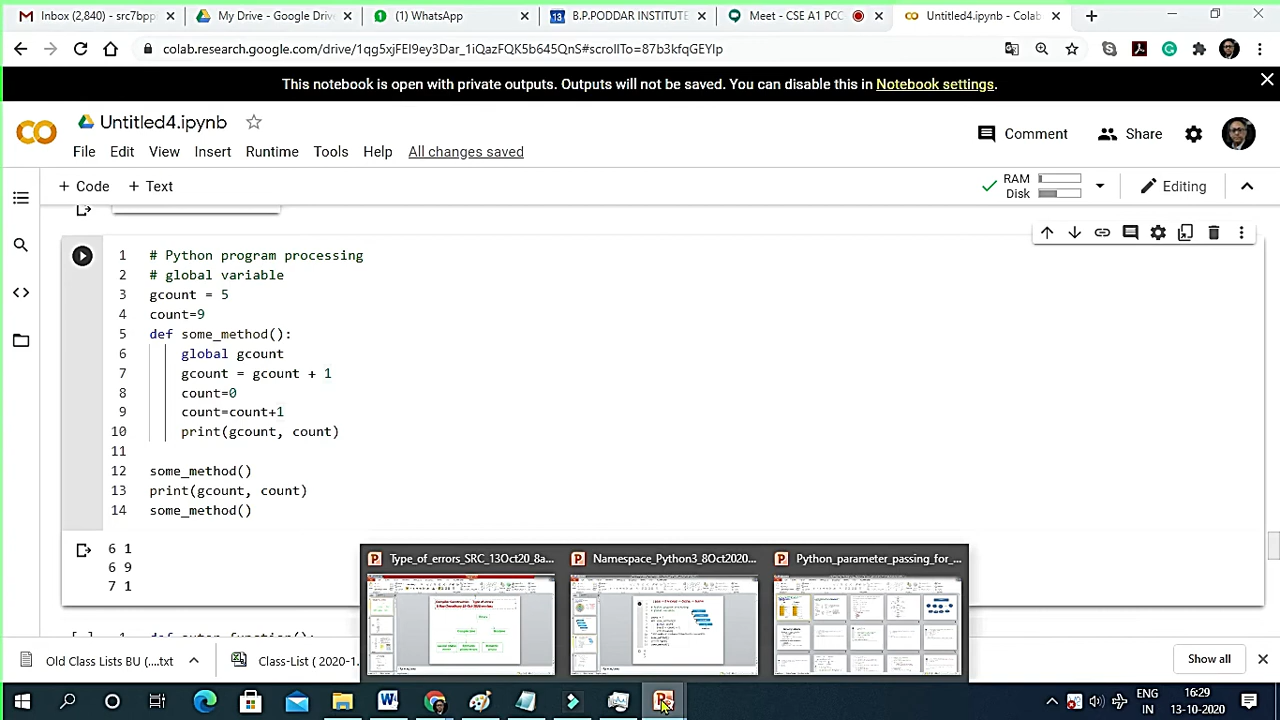 Inbox (2,840) - src7bpp
My Drive - Google Driv
(1) WhatsApp
B.P.PODDAR INSTITUTE
Meet - CSE A1 PCC
Untitled4.ipynb - Colab
colab.research.google.com/drive/1qg5xjFEI9ey3Dar_1iQazFQK5b645QnS#scrollTo=87b3kfqGEYIp
This notebook is open with private outputs. Outputs will not be saved. You can disable this in Notebook settings.
Untitled4.ipynb
Comment
Share
File Edit View Insert Runtime Tools Help All changes saved
+ Code + Text
RAM
Disk
Editing
1 # Python program processing
2 # global variable
3 gcount = 5
4 count=9
5 def some_method():
6 global gcount
7 gcount = gcount + 1
8 count=0
9 count=count+1
10 print(gcount, count)
11
12 some_method()
13 print(gcount, count)
14 some_method()
6 1
6 9
7 1
Type_of_errors_SRC_13Oct20_8a...
Namespace_Python3_8Oct2020...
Python_parameter_passing_for_...
[ ] 1 def outer_function():
Old Class Lists BU (....txt
Class-List ( 2020-1.
Show all
ENG
IN
16:29
13-10-2020